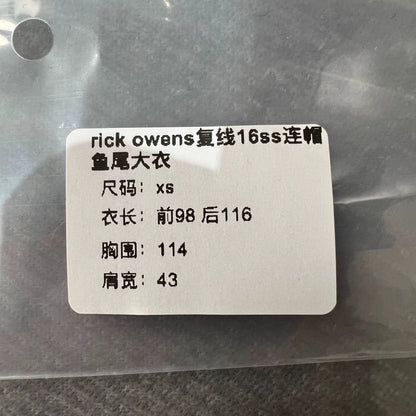 rick owens复线16ss连帽
鱼尾大衣
尺码：xs
衣长：前98 后116
胸围：114
肩宽：43